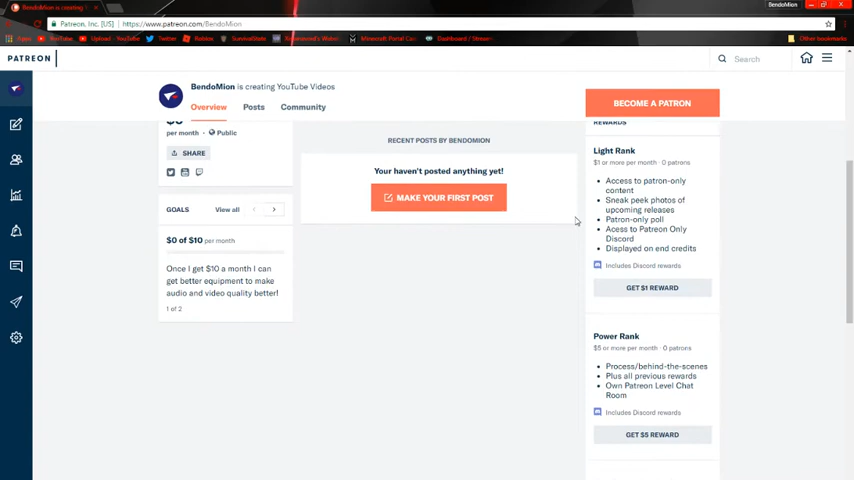 BendoMion is creating Y
BendoMion
Patreon, Inc. [US] https://www.patreon.com/BendoMion
Apps YouTube Upload - YouTube Twitter Roblox Dashboard / Stream Other bookmarks
PATREON
Search
BendoMion is creating YouTube Videos
Overview Posts Community
BECOME A PATRON
$0
per month · Public
SHARE
GOALS View all
$0 of $10 per month
Once I get $10 a month I can
get better equipment to make
audio and video quality better!
1 of 2
RECENT POSTS BY BENDOMION
Your haven't posted anything yet!
MAKE YOUR FIRST POST
REWARDS
Light Rank
$1 or more per month · 0 patrons
Access to patron-only
content
Sneak peek photos of
upcoming releases
Patron-only poll
Acess to Patreon Only
Discord
Displayed on end credits
Includes Discord rewards
GET $1 REWARD
Power Rank
$5 or more per month · 0 patrons
Process/behind-the-scenes
Plus all previous rewards
Own Patreon Level Chat
Room
Includes Discord rewards
GET $5 REWARD